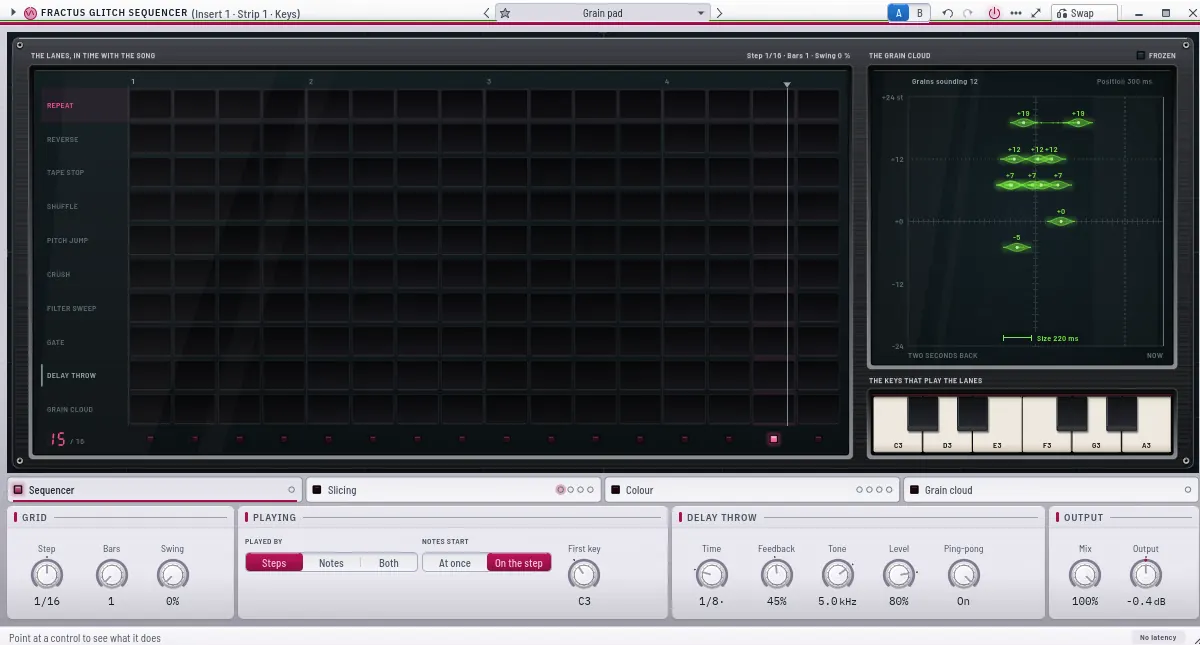 FRACTUS GLITCH SEQUENCER (Insert 1 · Strip 1 · Keys)
Grain pad
A B
Swap
THE LANES, IN TIME WITH THE SONG
Step 1/16 · Bars 1 · Swing 0 %
1 2 3 4
REPEAT
REVERSE
TAPE STOP
SHUFFLE
PITCH JUMP
CRUSH
FILTER SWEEP
GATE
DELAY THROW
GRAIN CLOUD
15 / 16
THE GRAIN CLOUD
FROZEN
Grains sounding 12
Position 300 ms
+24 st
+19 +19
+12 +12 +12 +12
+7 +7 +7
+0 +0
-5
-12
-24
Size 220 ms
TWO SECONDS BACK NOW
THE KEYS THAT PLAY THE LANES
C3 D3 E3 F3 G3 A3
Sequencer
Slicing
Colour
Grain cloud
GRID
Step Bars Swing
1/16 1 0%
PLAYING
PLAYED BY
Steps Notes Both
NOTES START
At once On the step
First key
C3
DELAY THROW
Time Feedback Tone Level Ping-pong
1/8· 45% 5.0 kHz 80% On
OUTPUT
Mix Output
100% -0.4 dB
Point at a control to see what it does
No latency